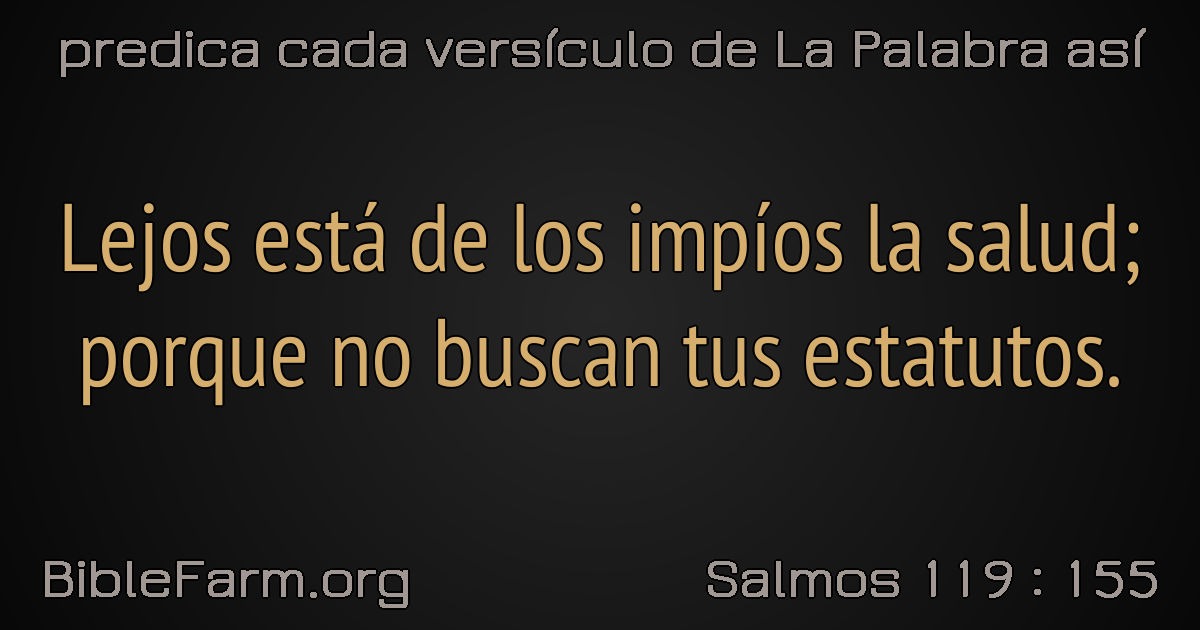 predica cada versículo de La Palabra así
Lejos está de los impíos la salud;
porque no buscan tus estatutos.
BibleFarm.org
Salmos 119 : 155